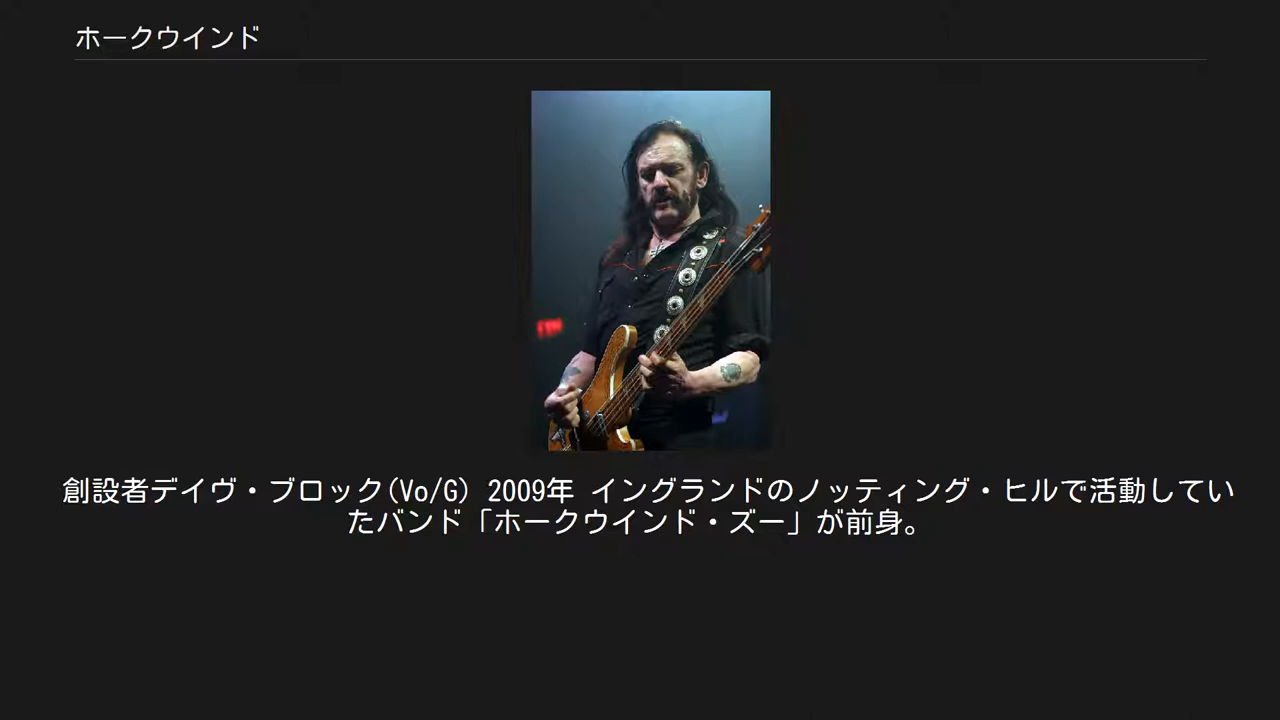 ホークウインド
創設者デイヴ・ブロック(Vo/G) 2009年 イングランドのノッティング・ヒルで活動してい
たバンド「ホークウインド・ズー」が前身。